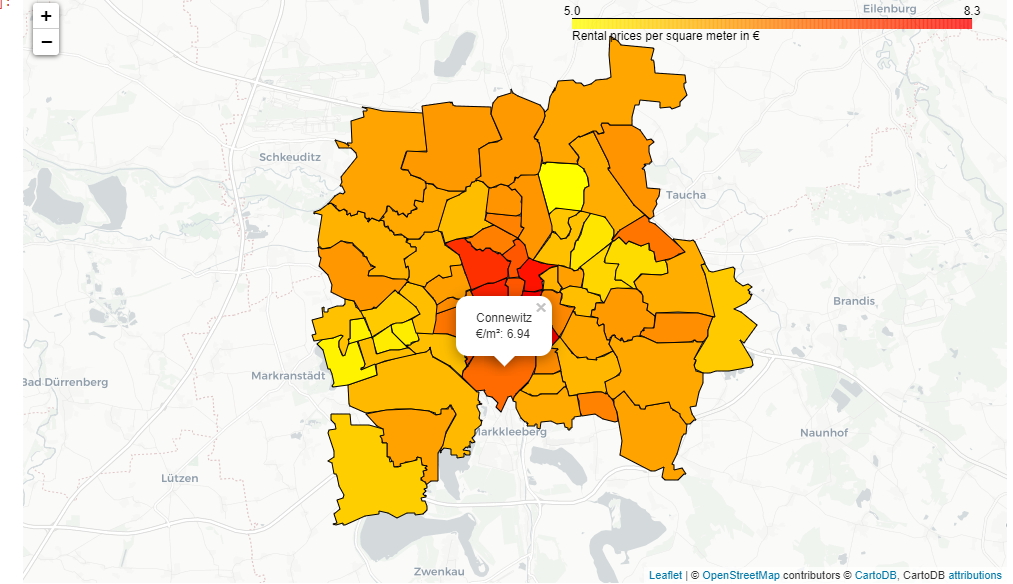 ]:
+
−
5.0
8.3
Rental prices per square meter in €
Eilenburg
Schkeuditz
Taucha
Brandis
Connewitz
×
€/m²: 6.94
Bad Dürrenberg
Markranstädt
Markkleeberg
Naunhof
Lützen
Zwenkau
Leaflet | © OpenStreetMap contributors © CartoDB, CartoDB attributions